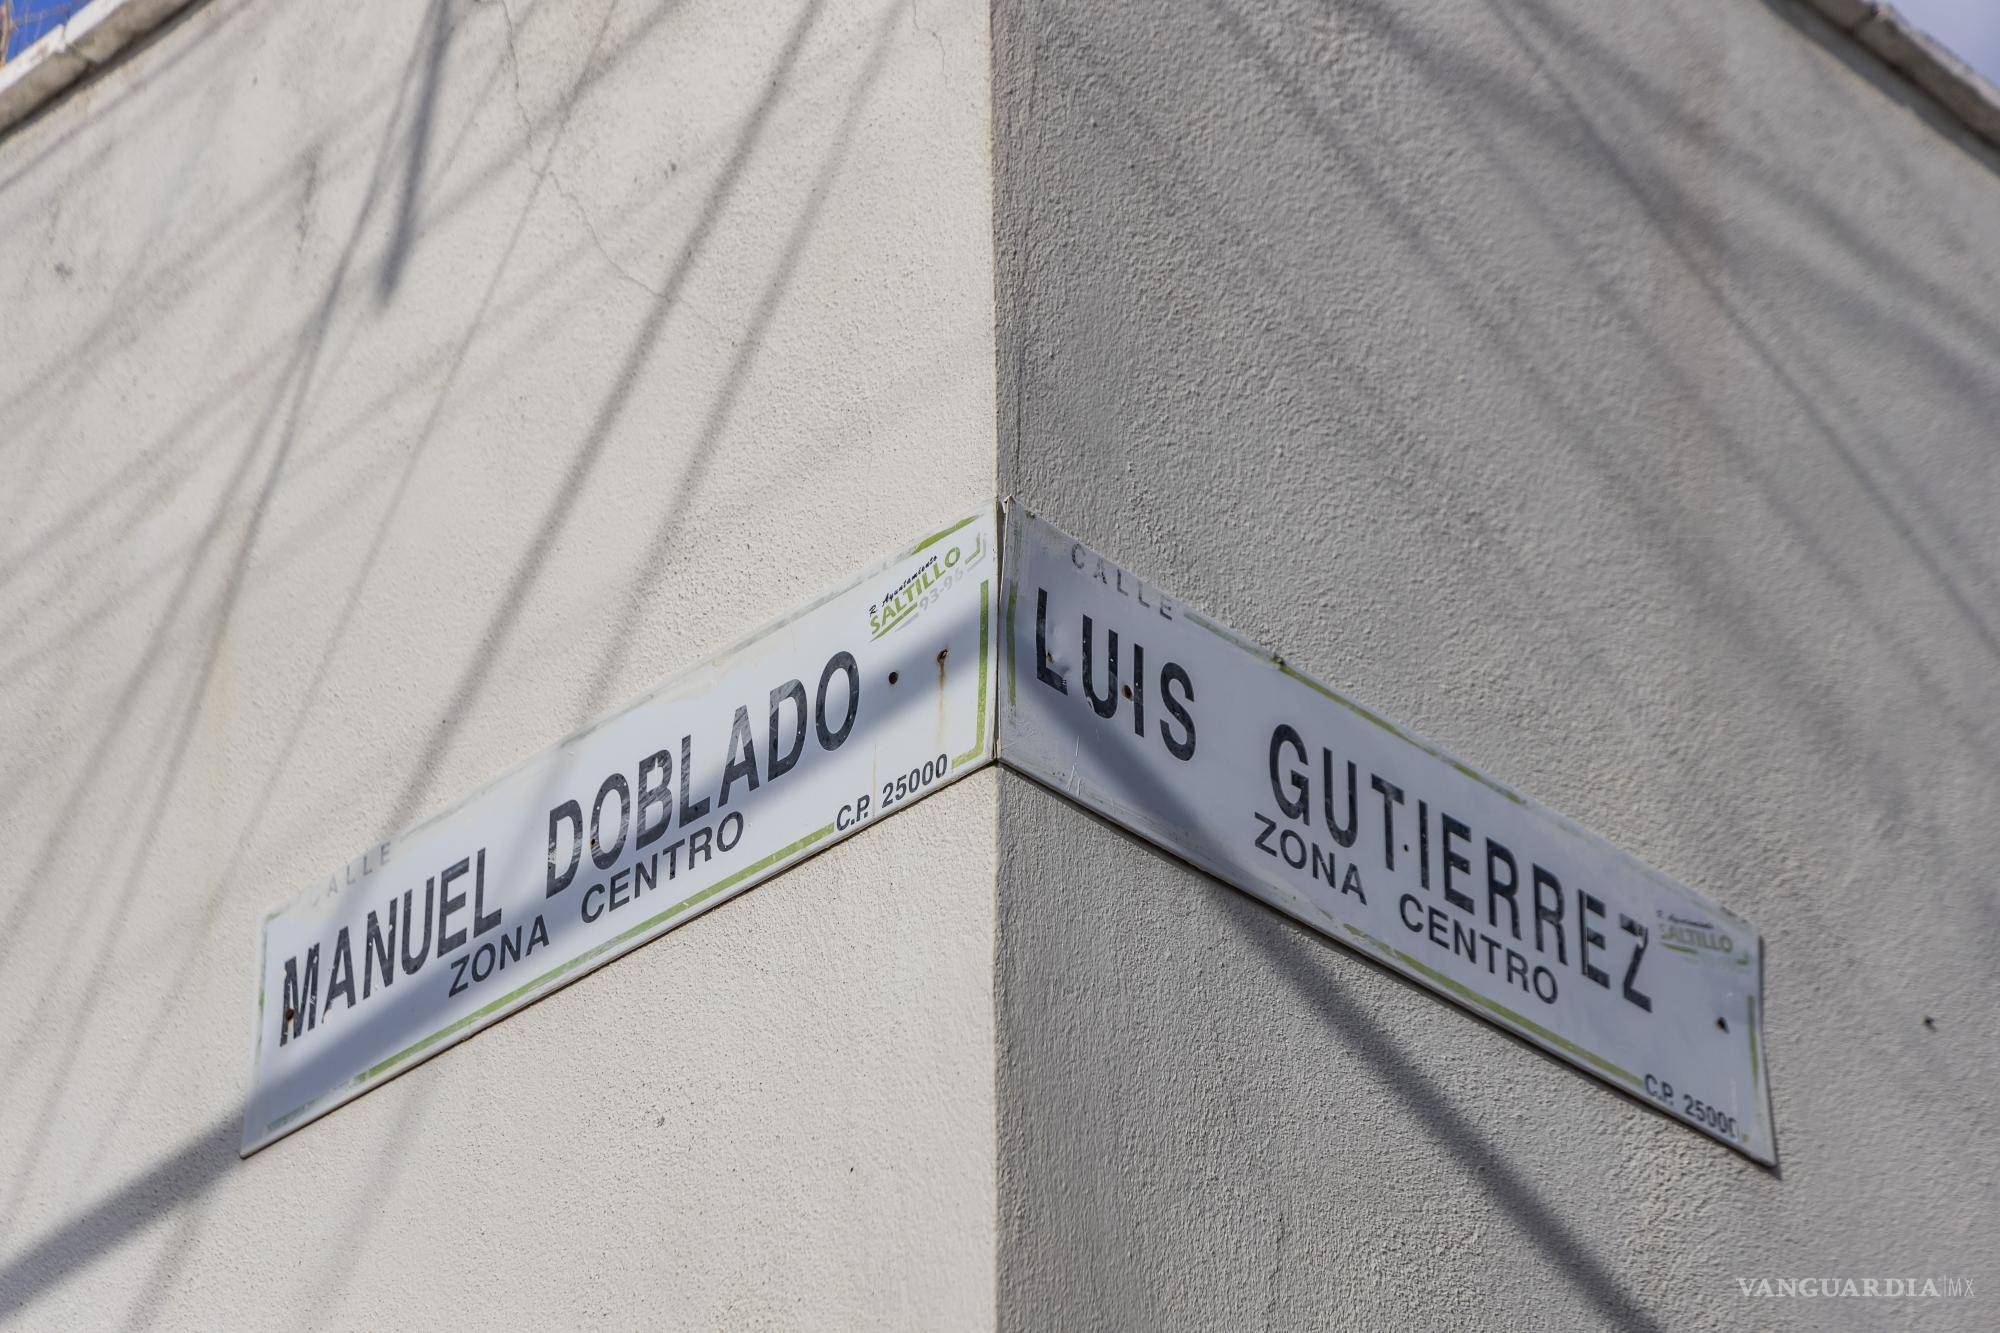 CALLE
MANUEL DOBLADO
ZONA CENTRO
C.P. 25000
R. Ayuntamiento
SALTILLO
93-96
CALLE
LUIS GUTIERREZ
ZONA CENTRO
C.P. 25000
R. Ayuntamiento
SALTILLO
VANGUARDIA|MX